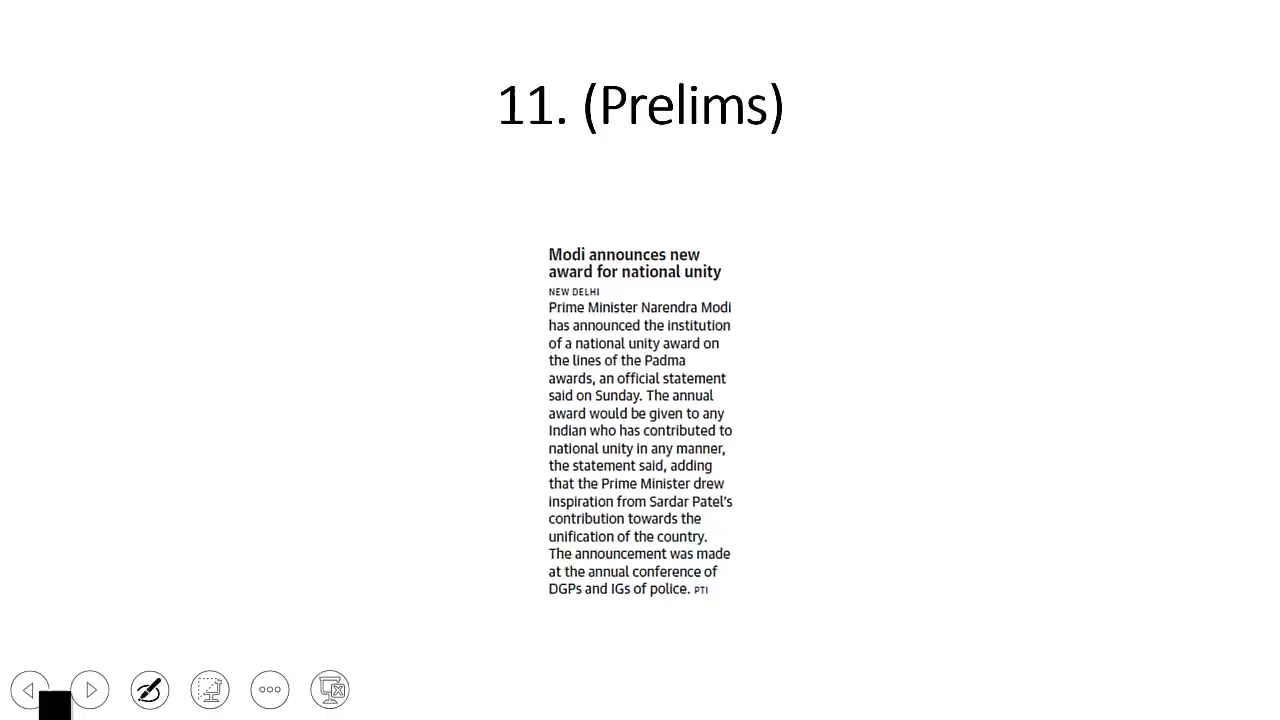 11. (Prelims)
Modi announces new
award for national unity
NEW DELHI
Prime Minister Narendra Modi
has announced the institution
of a national unity award on
the lines of the Padma
awards, an official statement
said on Sunday. The annual
award would be given to any
Indian who has contributed to
national unity in any manner,
the statement said, adding
that the Prime Minister drew
inspiration from Sardar Patel's
contribution towards the
unification of the country.
The announcement was made
at the annual conference of
DGPs and IGs of police. PTI